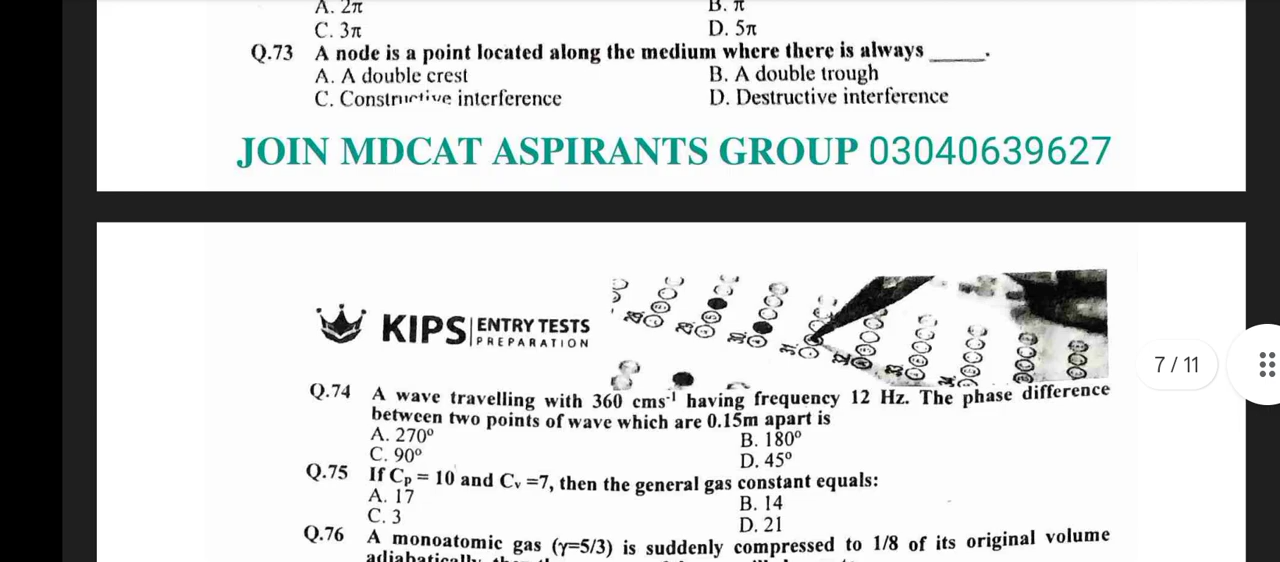 A. 2π B. π
C. 3π D. 5π
Q.73 A node is a point located along the medium where there is always _____.
A. A double crest B. A double trough
C. Constructive interference D. Destructive interference
JOIN MDCAT ASPIRANTS GROUP 03040639627
KIPS ENTRY TESTS
PREPARATION
7 / 11
Q.74 A wave travelling with 360 cms⁻¹ having frequency 12 Hz. The phase difference
between two points of wave which are 0.15m apart is
A. 270⁰ B. 180⁰
C. 90⁰ D. 45⁰
Q.75 If Cₚ = 10 and Cᵥ =7, then the general gas constant equals:
A. 17 B. 14
C. 3 D. 21
Q.76 A monoatomic gas (γ=5/3) is suddenly compressed to 1/8 of its original volume